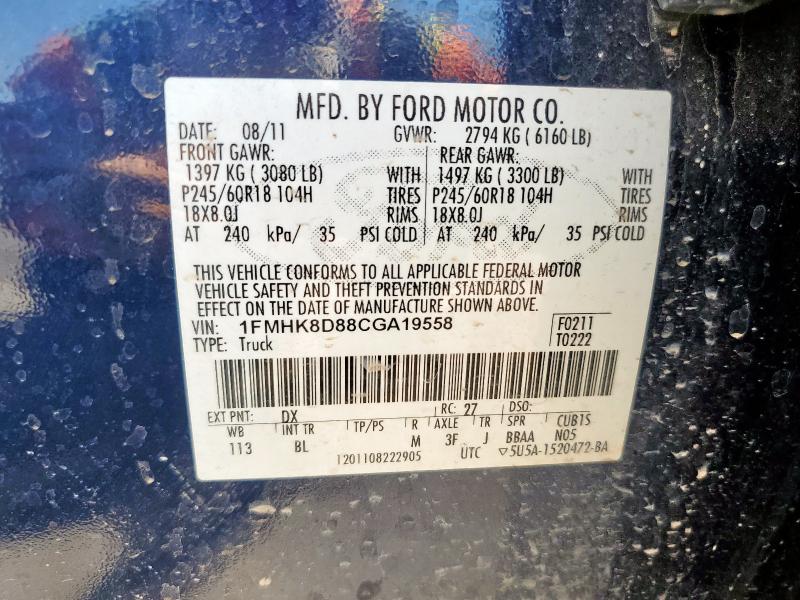 MFD. BY FORD MOTOR CO.
DATE: 08/11 GVWR: 2794 KG ( 6160 LB)
FRONT GAWR: REAR GAWR:
1397 KG ( 3080 LB) WITH 1497 KG ( 3300 LB) WITH
P245/60R18 104H TIRES P245/60R18 104H TIRES
18X8.0J RIMS 18X8.0J RIMS
AT 240 kPa/ 35 PSI COLD AT 240 kPa/ 35 PSI COLD
THIS VEHICLE CONFORMS TO ALL APPLICABLE FEDERAL MOTOR
VEHICLE SAFETY AND THEFT PREVENTION STANDARDS IN
EFFECT ON THE DATE OF MANUFACTURE SHOWN ABOVE.
VIN: 1FMHK8D88CGA19558 F0211
TYPE: Truck T0222
EXT PNT: DX RC: 27 DSO:
WB INT TR TP/PS R AXLE TR SPR CUB1S
113 BL M 3F J BBAA N05
1201108222905 UTC ▽5U5A-1520472-BA